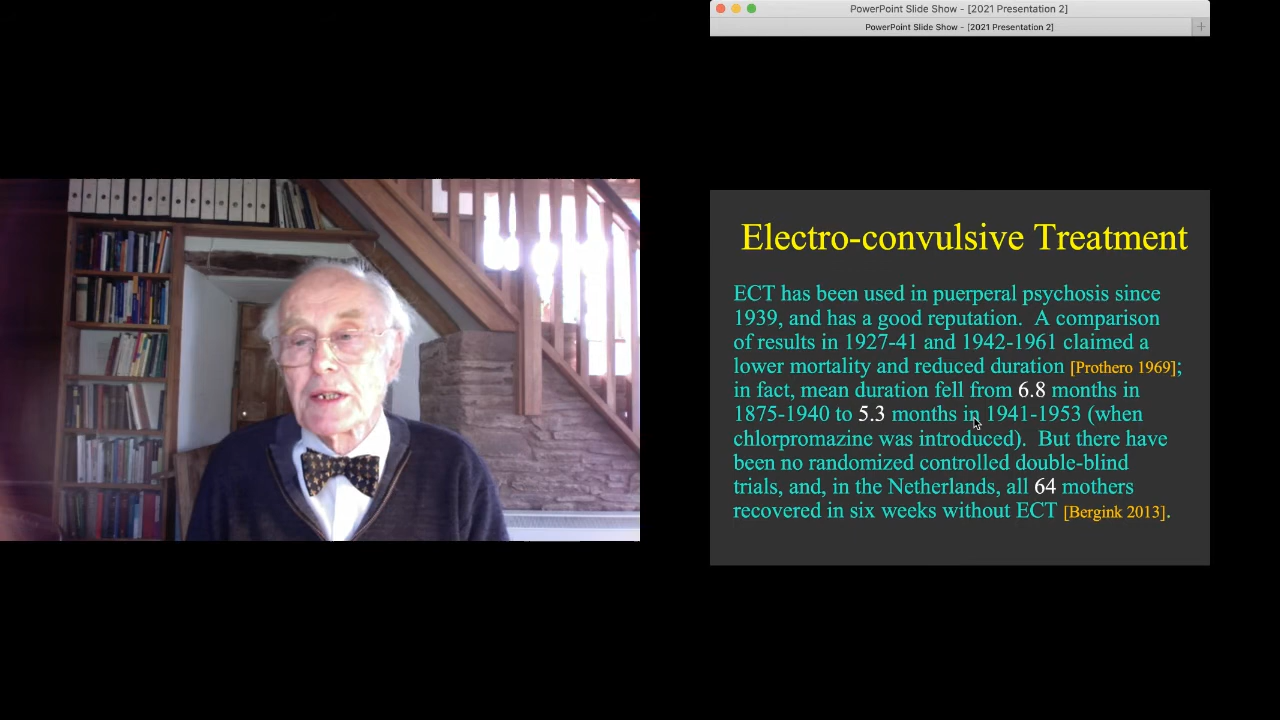 PowerPoint Slide Show - [2021 Presentation 2]
PowerPoint Slide Show - [2021 Presentation 2]
Electro-convulsive Treatment
ECT has been used in puerperal psychosis since
1939, and has a good reputation. A comparison
of results in 1927-41 and 1942-1961 claimed a
lower mortality and reduced duration [Prothero 1969];
in fact, mean duration fell from 6.8 months in
1875-1940 to 5.3 months in 1941-1953 (when
chlorpromazine was introduced). But there have
been no randomized controlled double-blind
trials, and, in the Netherlands, all 64 mothers
recovered in six weeks without ECT [Bergink 2013].